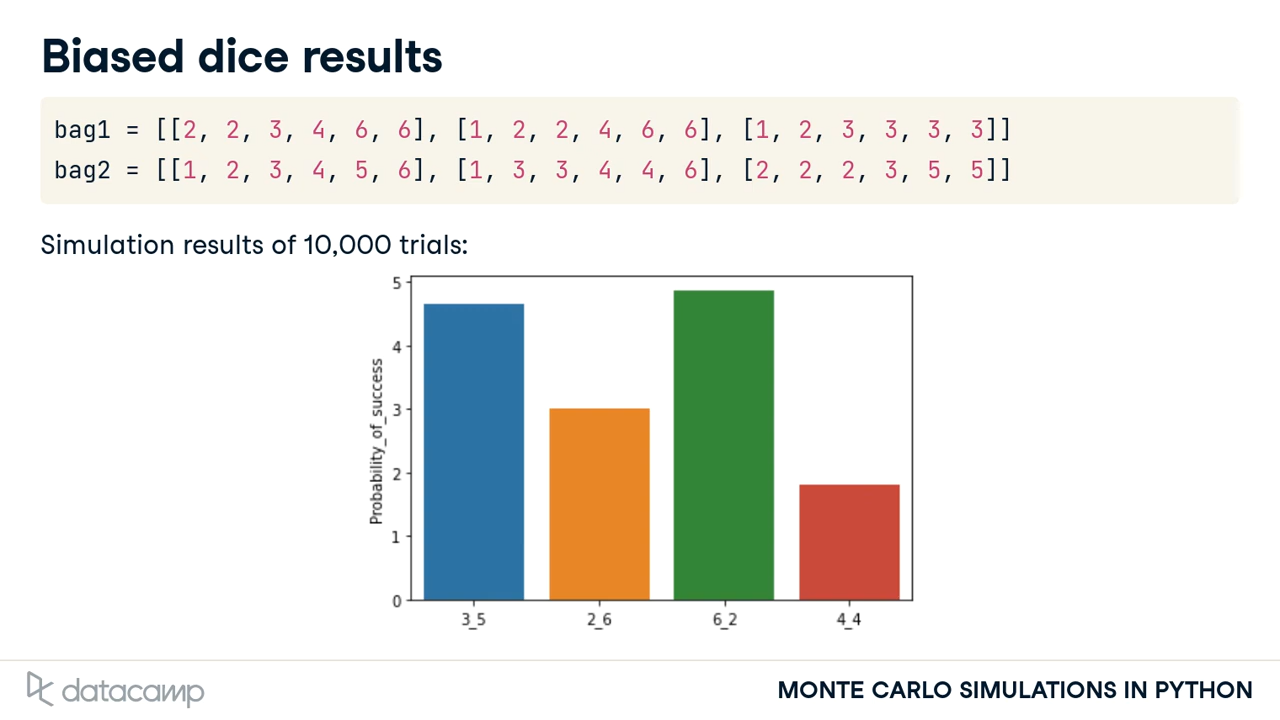 Biased dice results
bag1 = [[2, 2, 3, 4, 6, 6], [1, 2, 2, 4, 6, 6], [1, 2, 3, 3, 3, 3]]
bag2 = [[1, 2, 3, 4, 5, 6], [1, 3, 3, 4, 4, 6], [2, 2, 2, 3, 5, 5]]
Simulation results of 10,000 trials:
Probability_of_success
5
4
3
2
1
0
3_5 2_6 6_2 4_4
datacamp
MONTE CARLO SIMULATIONS IN PYTHON